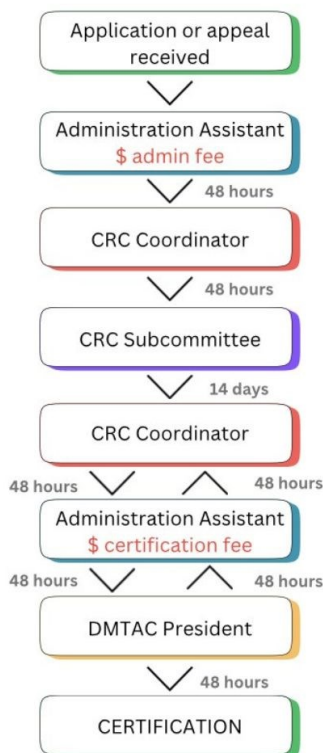 Application or appeal
received
Administration Assistant
$ admin fee
48 hours
CRC Coordinator
48 hours
CRC Subcommittee
14 days
CRC Coordinator
48 hours
48 hours
Administration Assistant
$ certification fee
48 hours
48 hours
DMTAC President
48 hours
CERTIFICATION